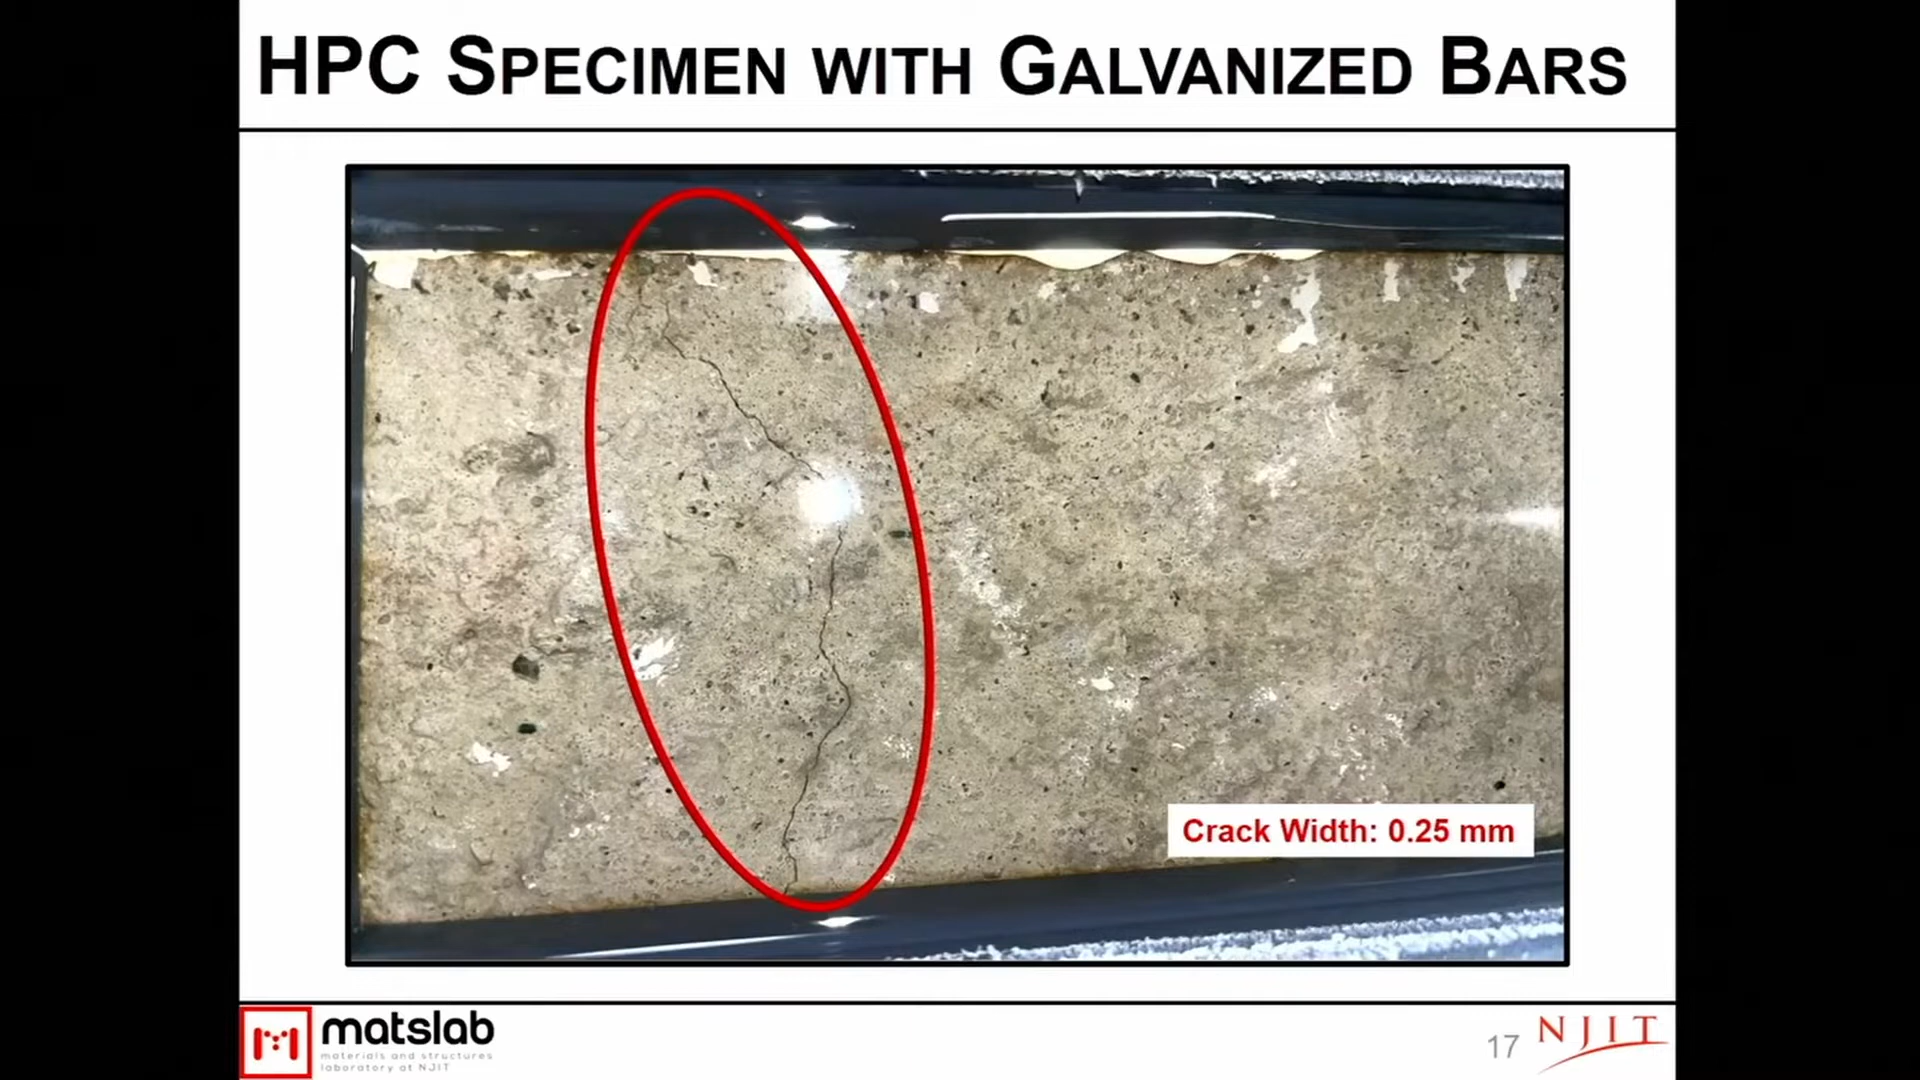 HPC SPECIMEN WITH GALVANIZED BARS
Crack Width: 0.25 mm
matslab
materials and structures
laboratory at NJIT
17
NJIT